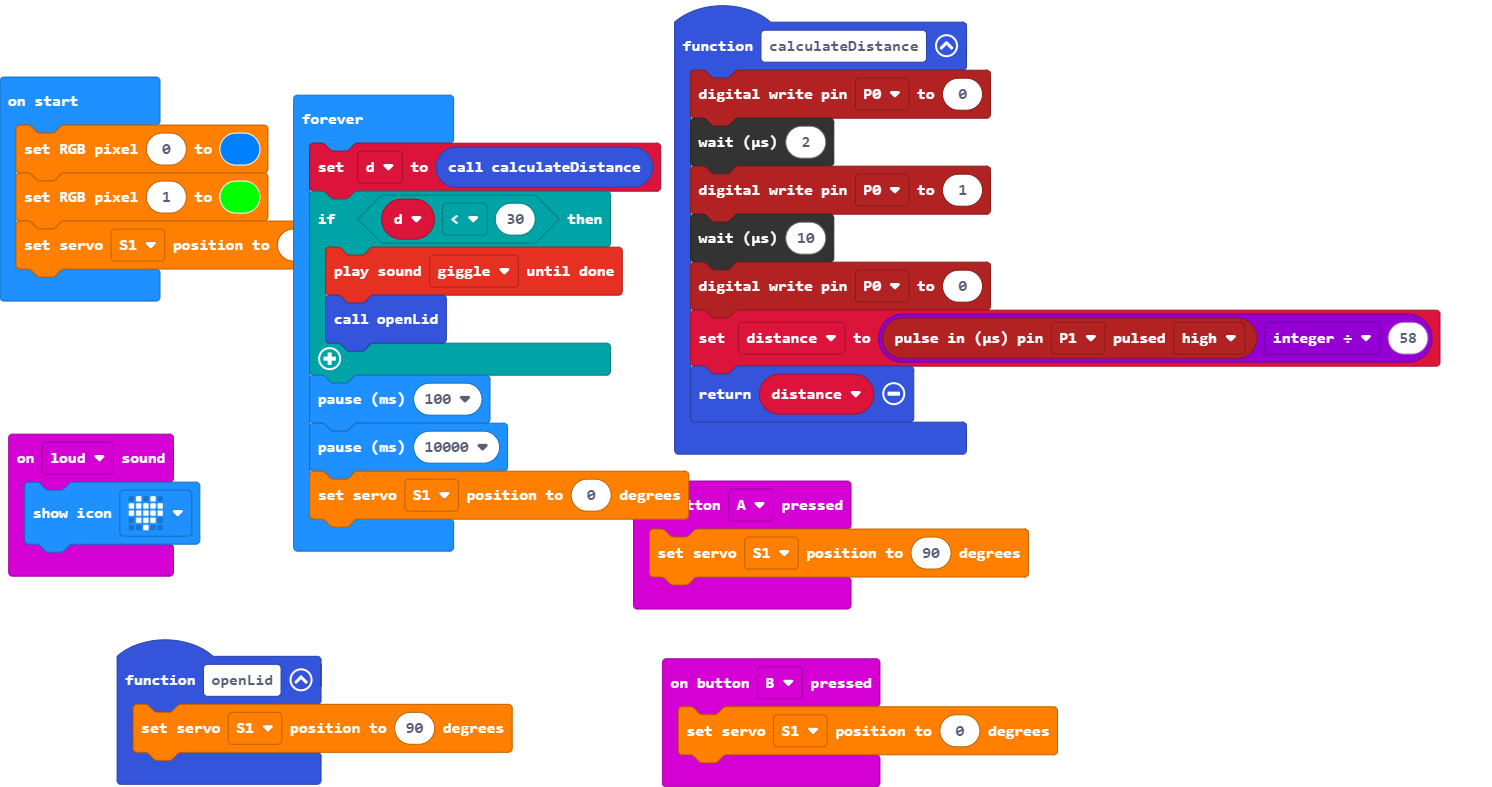 on start
set RGB pixel 0 to
set RGB pixel 1 to
set servo S1 position to
forever
set d to call calculateDistance
if d < 30 then
play sound giggle until done
call openLid
pause (ms) 100
pause (ms) 10000
set servo S1 position to 0 degrees
function calculateDistance
digital write pin P0 to 0
wait (µs) 2
digital write pin P0 to 1
wait (µs) 10
digital write pin P0 to 0
set distance to pulse in (µs) pin P1 pulsed high integer ÷ 58
return distance
on loud sound
show icon
tton A pressed
set servo S1 position to 90 degrees
function openLid
set servo S1 position to 90 degrees
on button B pressed
set servo S1 position to 0 degrees